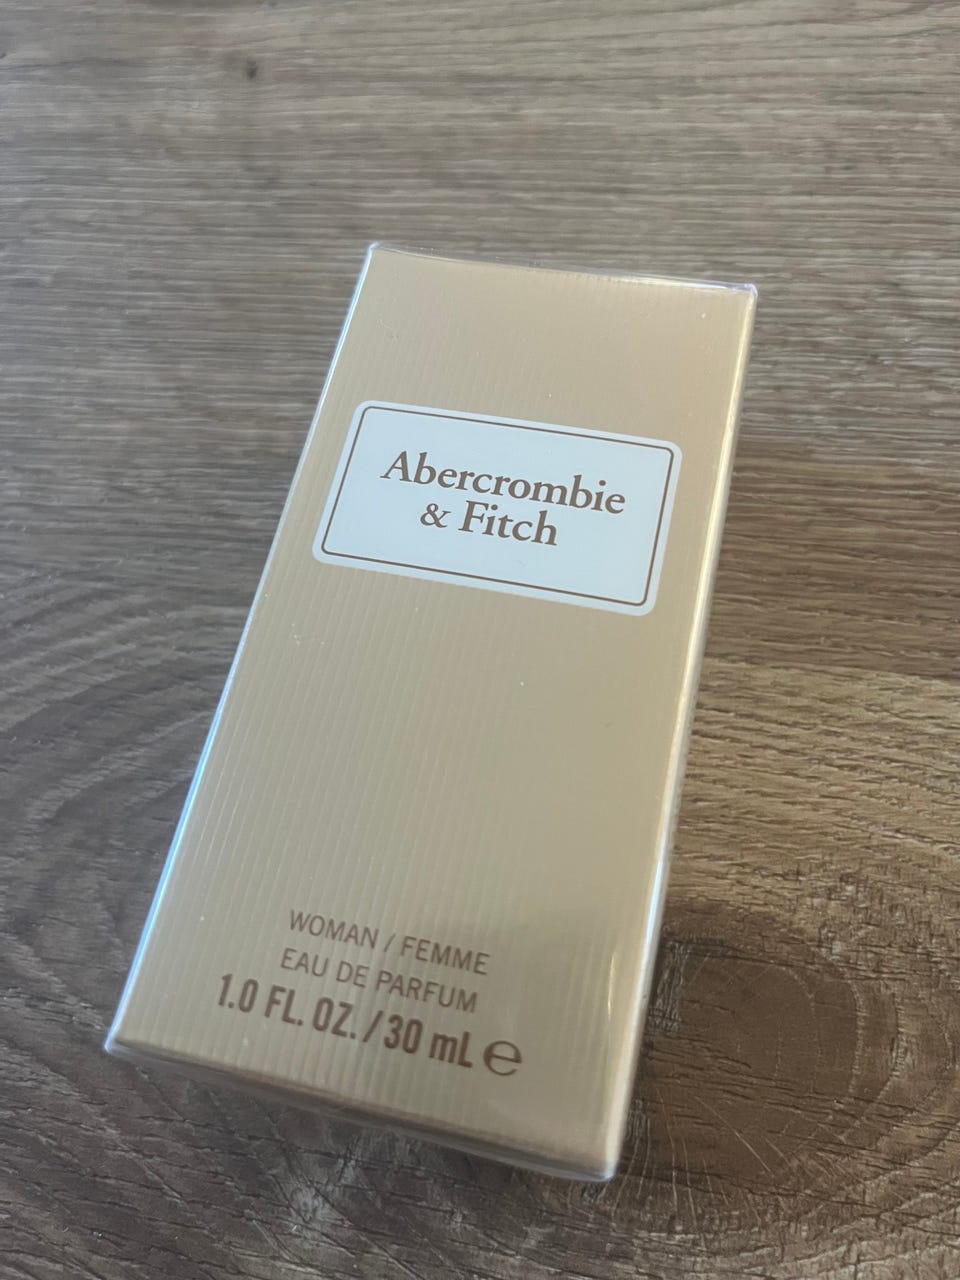 Abercrombie
& Fitch
WOMAN / FEMME
EAU DE PARFUM
1.0 FL. OZ. / 30 mL ℮